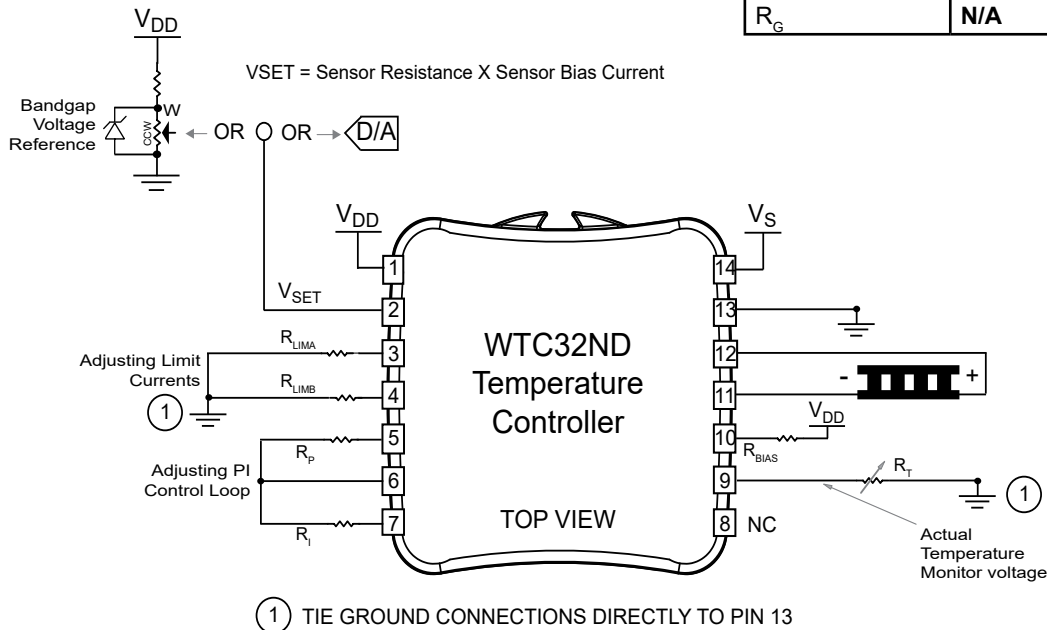 R_G N/A
V_DD
VSET = Sensor Resistance X Sensor Bias Current
Bandgap
Voltage
Reference
W
CCW
OR OR D/A
V_DD
V_S
1
14
V_SET
2
13
R_LIMA
3
12
Adjusting Limit
Currents
1
R_LIMB
4
11
- +
WTC32ND
Temperature
Controller
V_DD
R_P
5
10
R_BIAS
Adjusting PI
Control Loop
6
9
R_T
1
R_I
7
TOP VIEW
8 NC
Actual
Temperature
Monitor voltage
1 TIE GROUND CONNECTIONS DIRECTLY TO PIN 13